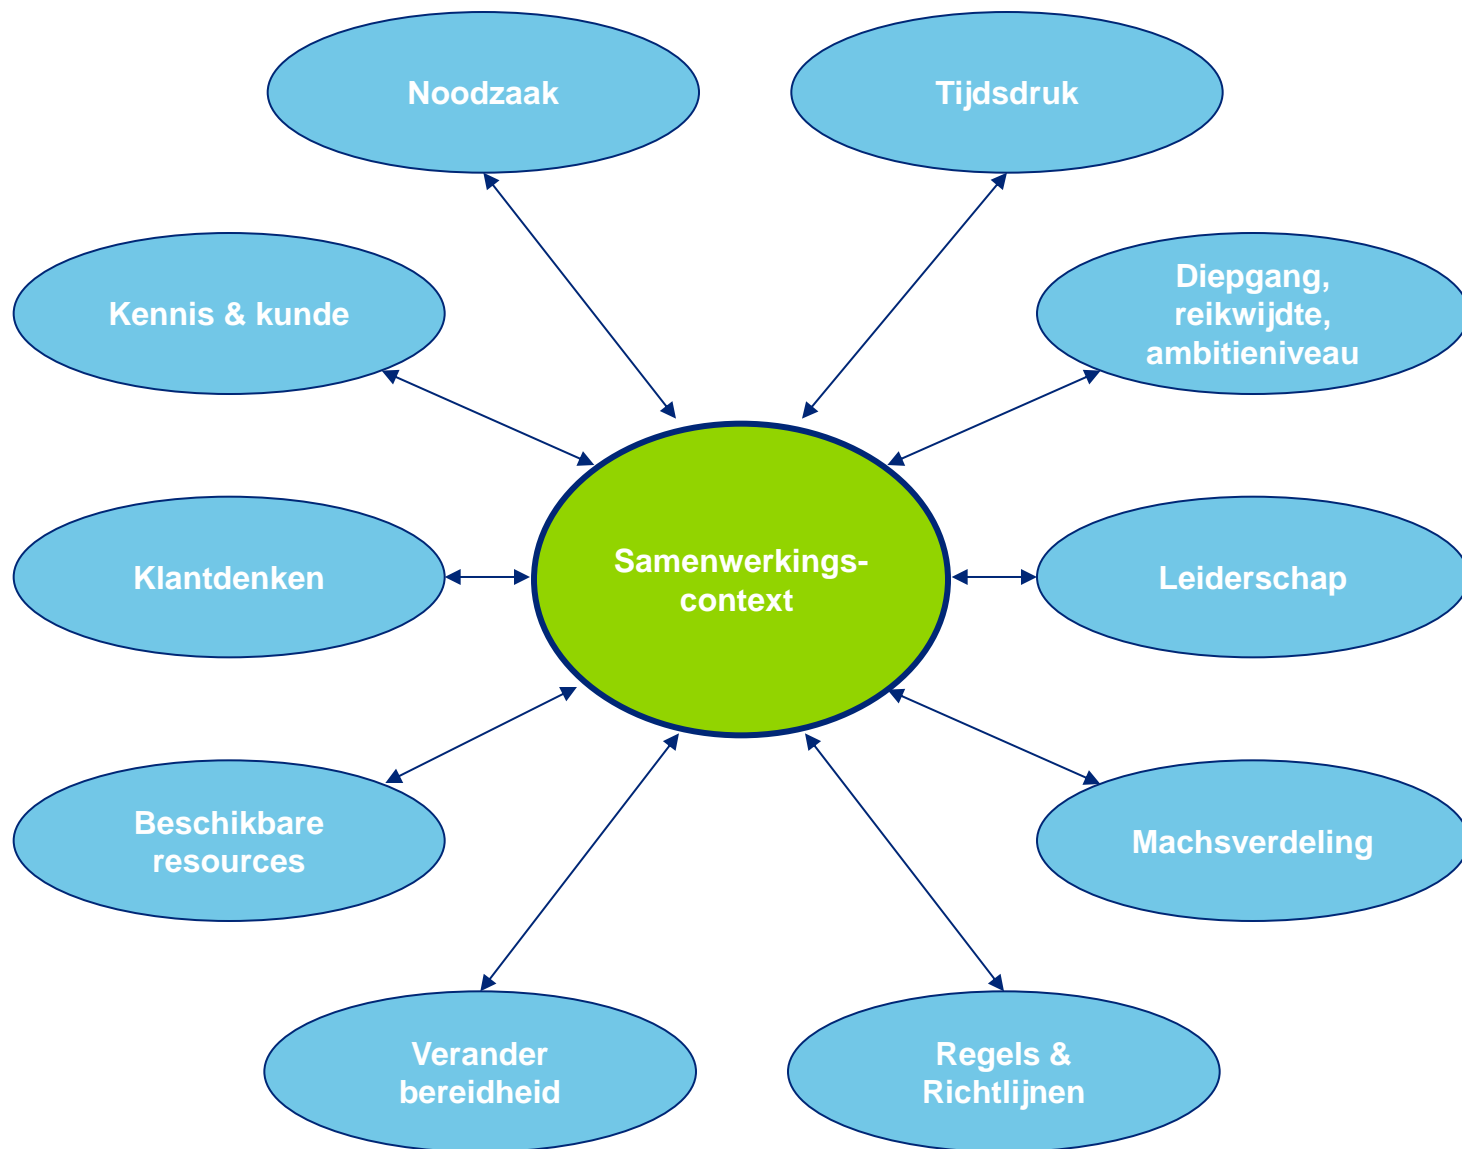 Noodzaak
Tijdsdruk
Kennis & kunde
Diepgang,
reikwijdte,
ambitieniveau
Klantdenken
Samenwerkings-
context
Leiderschap
Beschikbare
resources
Machsverdeling
Verander
bereidheid
Regels &
Richtlijnen